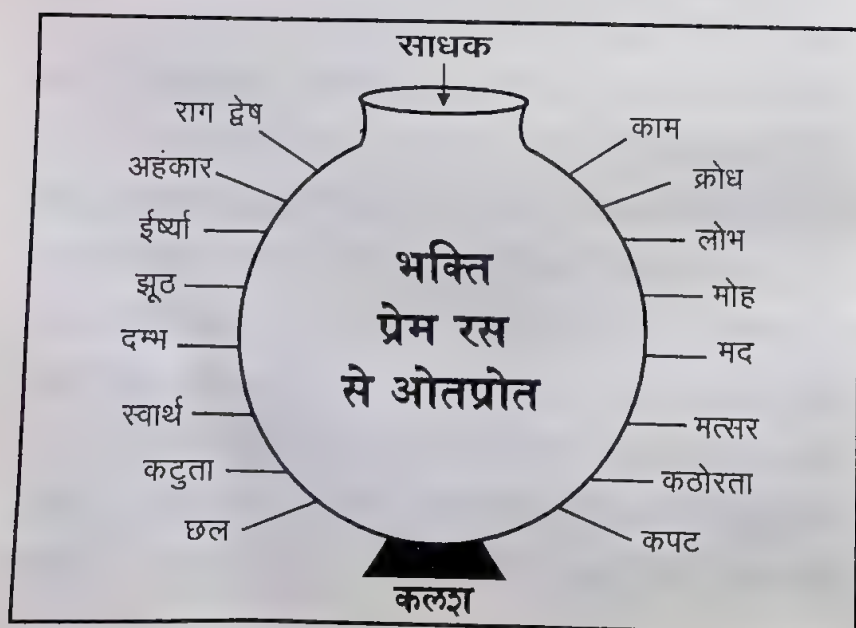 साधक
राग द्वेष
अहंकार
ईर्ष्या
झूठ
दम्भ
स्वार्थ
कटुता
छल
भक्ति
प्रेम रस
से ओतप्रोत
काम
क्रोध
लोभ
मोह
मद
मत्सर
कठोरता
कपट
कलश